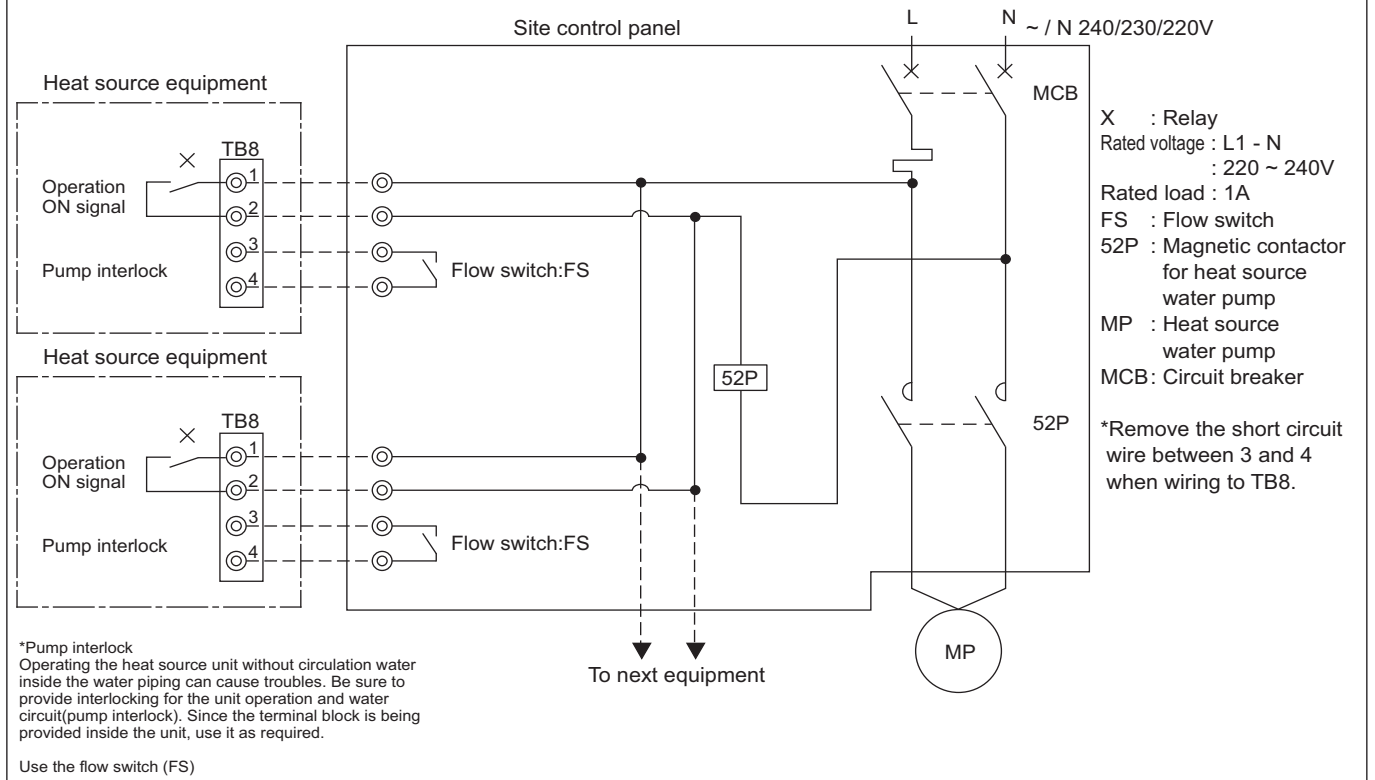 Site control panel
L
N
~ / N 240/230/220V
MCB
Heat source equipment
TB8
Operation
ON signal
Pump interlock
1
2
3
4
Flow switch:FS
Heat source equipment
TB8
Operation
ON signal
Pump interlock
1
2
3
4
Flow switch:FS
52P
52P
MP
To next equipment
X : Relay
Rated voltage : L1 - N
: 220 ~ 240V
Rated load : 1A
FS : Flow switch
52P : Magnetic contactor
for heat source
water pump
MP : Heat source
water pump
MCB: Circuit breaker
*Remove the short circuit
wire between 3 and 4
when wiring to TB8.
*Pump interlock
Operating the heat source unit without circulation water
inside the water piping can cause troubles. Be sure to
provide interlocking for the unit operation and water
circuit(pump interlock). Since the terminal block is being
provided inside the unit, use it as required.
Use the flow switch (FS)